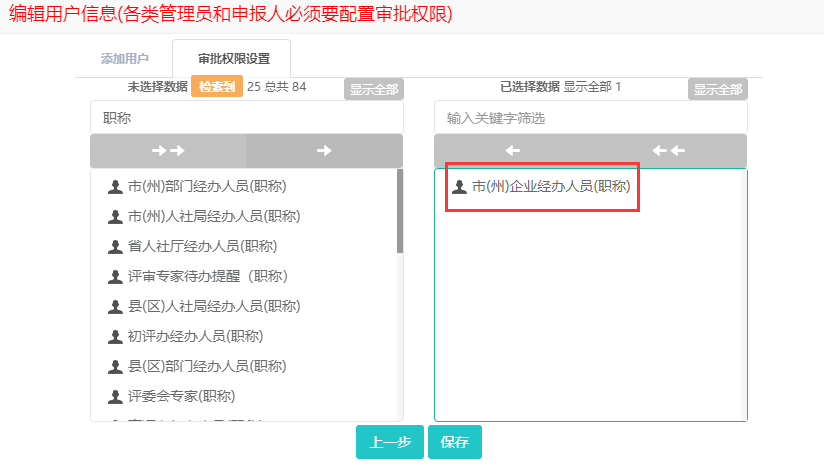 编辑用户信息(各类管理员和申报人必须要配置审批权限)
添加用户 审批权限设置
未选择数据 检索到 25 总共 84 显示全部
已选择数据 显示全部 1 显示全部
职称
输入关键字筛选
市(州)部门经办人员(职称)
市(州)人社局经办人员(职称)
省人社厅经办人员(职称)
评审专家待办提醒（职称）
县(区)人社局经办人员(职称)
初评办经办人员(职称)
县(区)部门经办人员(职称)
评委会专家(职称)
市(州)企业经办人员(职称)
上一步 保存